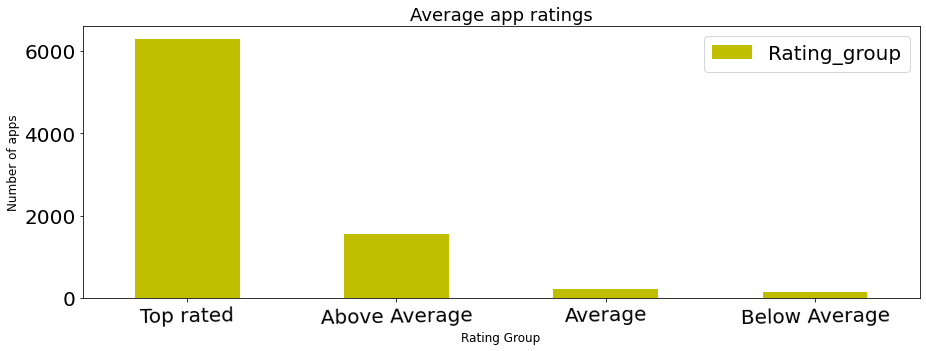 Average app ratings
Rating_group
6000
4000
2000
0
Number of apps
Top rated
Above Average
Average
Below Average
Rating Group